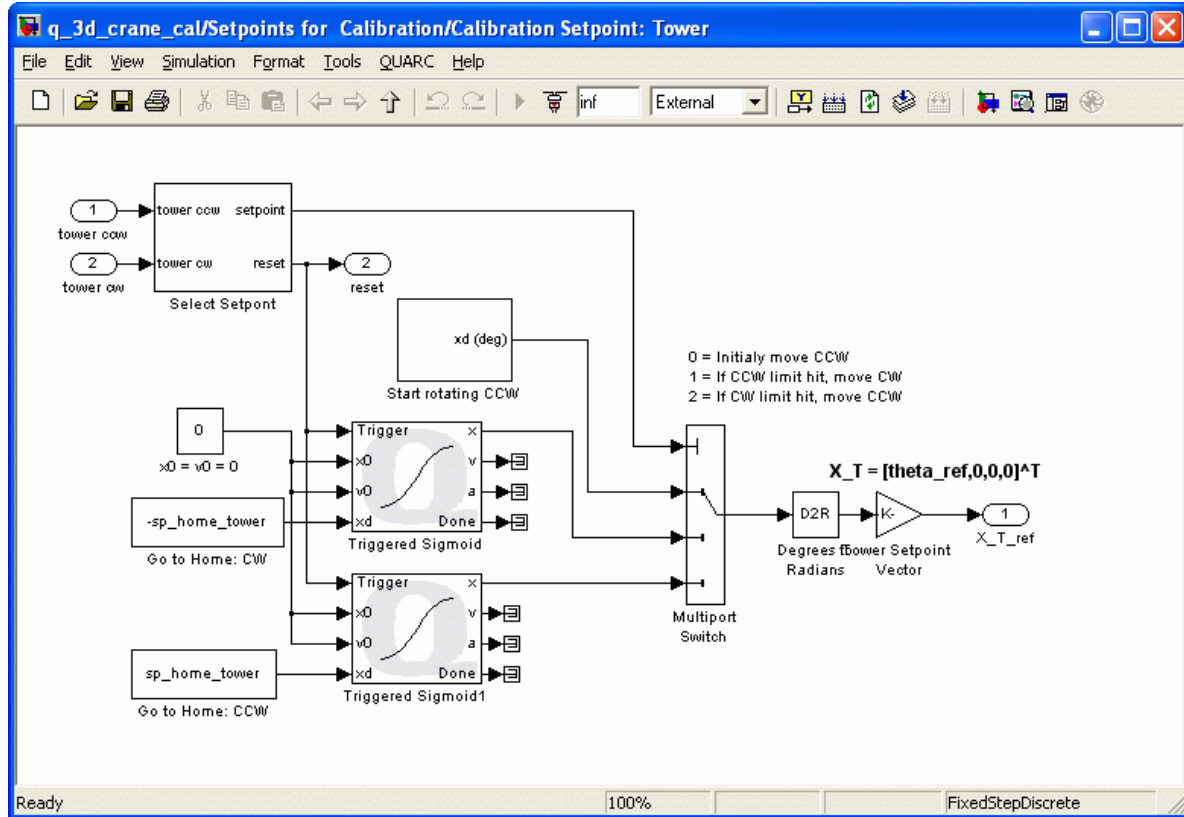 q_3d_crane_cal/Setpoints for Calibration/Calibration Setpoint: Tower
File Edit View Simulation Format Tools QUARC Help
inf External
1
tower ccw
2
tower cw
tower ccw setpoint
tower cw reset
Select Setpont
2
reset
xd (deg)
Start rotating CCW
0 = Initialy move CCW
1 = If CCW limit hit, move CW
2 = If CW limit hit, move CCW
0
x0 = v0 = 0
-sp_home_tower
Go to Home: CW
Trigger x
x0 v
v0 a
xd Done
Triggered Sigmoid
Trigger x
x0 v
v0 a
xd Done
Triggered Sigmoid1
sp_home_tower
Go to Home: CCW
Multiport
Switch
X_T = [theta_ref,0,0,0]^T
D2R
Degrees to
Radians
K-
Tower Setpoint
Vector
1
X_T_ref
Ready 100% FixedStepDiscrete